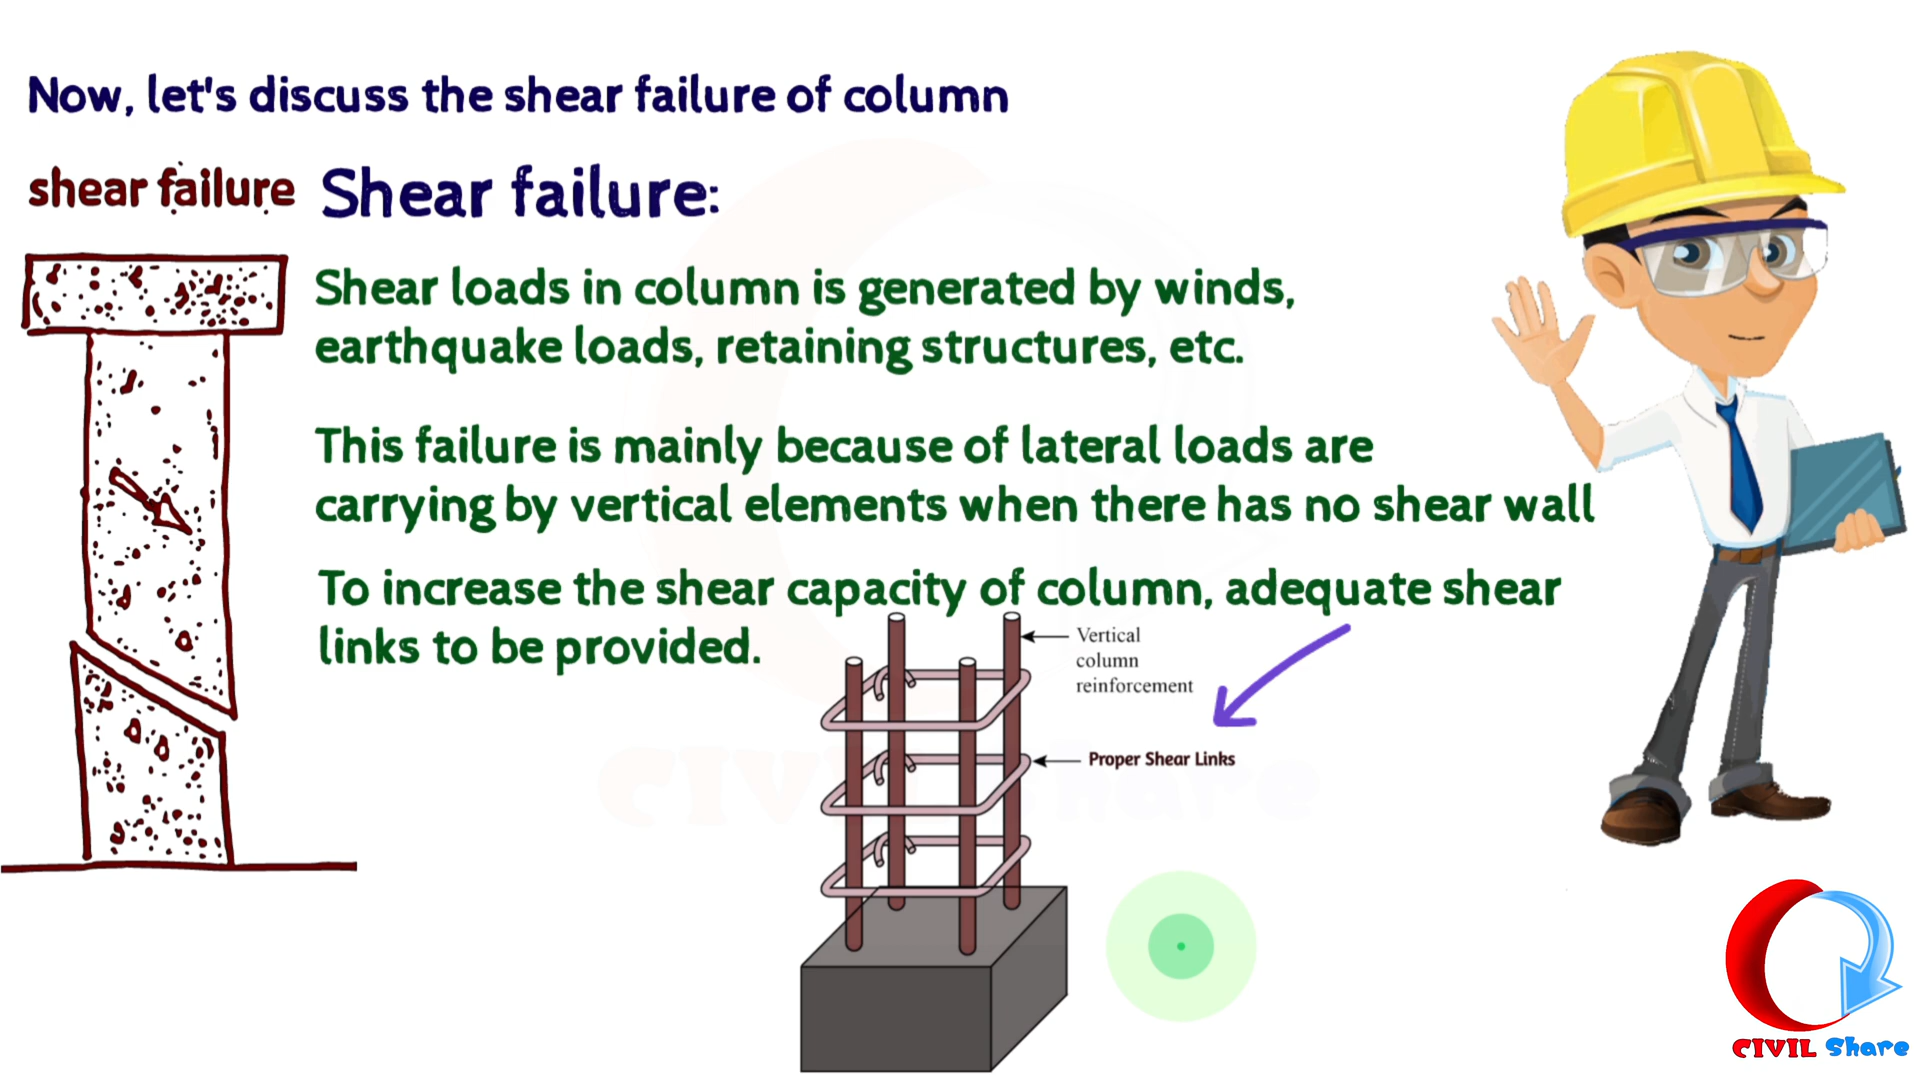 Now, let's discuss the shear failure of column
shear failure
Shear failure:
Shear loads in column is generated by winds,
earthquake loads, retaining structures, etc.
This failure is mainly because of lateral loads are
carrying by vertical elements when there has no shear wall
To increase the shear capacity of column, adequate shear
links to be provided.
Vertical
column
reinforcement
Proper Shear Links
CIVIL Share
CIVIL Share